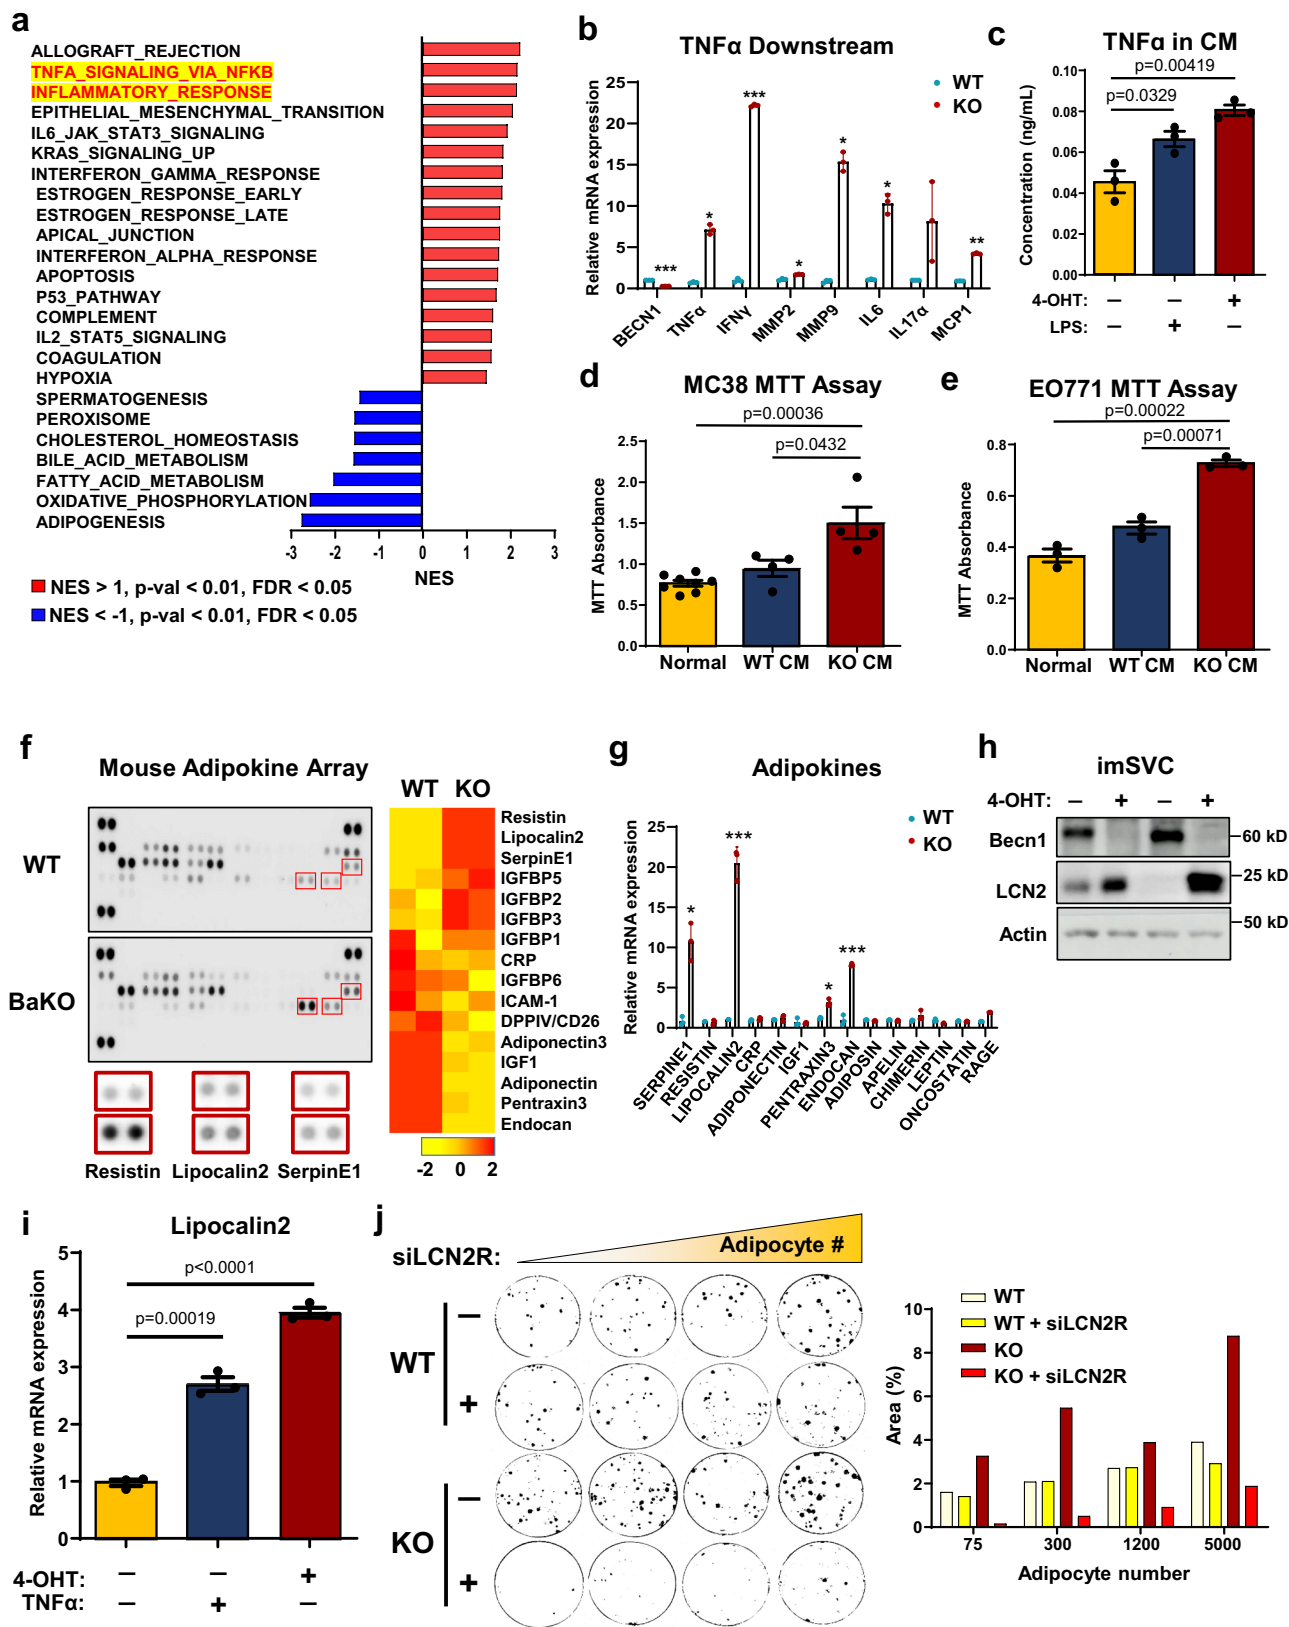 a
ALLOGRAFT_REJECTION
TNFA_SIGNALING_VIA_NFKB
INFLAMMATORY_RESPONSE
EPITHELIAL_MESENCHYMAL_TRANSITION
IL6_JAK_STAT3_SIGNALING
KRAS_SIGNALING_UP
INTERFERON_GAMMA_RESPONSE
ESTROGEN_RESPONSE_EARLY
ESTROGEN_RESPONSE_LATE
APICAL_JUNCTION
INTERFERON_ALPHA_RESPONSE
APOPTOSIS
P53_PATHWAY
COMPLEMENT
IL2_STAT5_SIGNALING
COAGULATION
HYPOXIA
SPERMATOGENESIS
PEROXISOME
CHOLESTEROL_HOMEOSTASIS
BILE_ACID_METABOLISM
FATTY_ACID_METABOLISM
OXIDATIVE_PHOSPHORYLATION
ADIPOGENESIS
-3 -2 -1 0 1 2 3
NES
NES > 1, p-val < 0.01, FDR < 0.05
NES < -1, p-val < 0.01, FDR < 0.05
b
TNFα Downstream
WT
KO
Relative mRNA expression
25
20
15
10
5
0
*** * *** * * * **
BECN1 TNFα IFNγ MMP2 MMP9 IL6 IL17α MCP1
c
TNFα in CM
p=0.00419
p=0.0329
Concentration (ng/mL)
0.10
0.08
0.06
0.04
0.02
0.00
4-OHT: – – +
LPS: – + –
d
MC38 MTT Assay
p=0.00036
p=0.0432
MTT Absorbance
2.5
2.0
1.5
1.0
0.5
0.0
Normal WT CM KO CM
e
EO771 MTT Assay
p=0.00022
p=0.00071
MTT Absorbance
0.8
0.6
0.4
0.2
0.0
Normal WT CM KO CM
f
Mouse Adipokine Array
WT
BaKO
Resistin Lipocalin2 SerpinE1
WT KO
Resistin
Lipocalin2
SerpinE1
IGFBP5
IGFBP2
IGFBP3
IGFBP1
CRP
IGFBP6
ICAM-1
DPPIV/CD26
Adiponectin3
IGF1
Adiponectin
Pentraxin3
Endocan
-2 0 2
g
Adipokines
WT
KO
Relative mRNA expression
25
20
15
10
5
0
* *** * ***
SERPINE1 RESISTIN LIPOCALIN2 CRP ADIPONECTIN IGF1 PENTRAXIN3 ENDOCAN ADIPOSIN APELIN CHIMERIN LEPTIN ONCOSTATIN RAGE
h
imSVC
4-OHT: – + – +
Becn1 60 kD
LCN2 25 kD
Actin 50 kD
i
Lipocalin2
p<0.0001
p=0.00019
Relative mRNA expression
5
4
3
2
1
0
4-OHT: – – +
TNFα: – + –
j
siLCN2R:
Adipocyte #
WT
–
+
KO
–
+
WT
WT + siLCN2R
KO
KO + siLCN2R
Area (%)
10
8
6
4
2
0
75 300 1200 5000
Adipocyte number